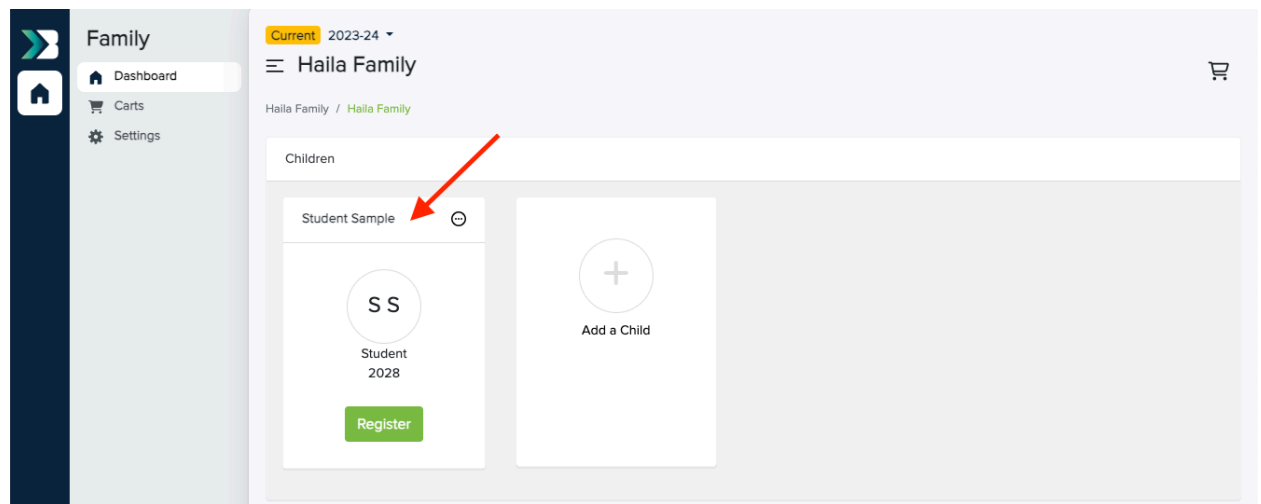 Family
Dashboard
Carts
Settings
Current 2023-24
Haila Family
Haila Family / Haila Family
Children
Student Sample
S S
Student
2028
Register
Add a Child